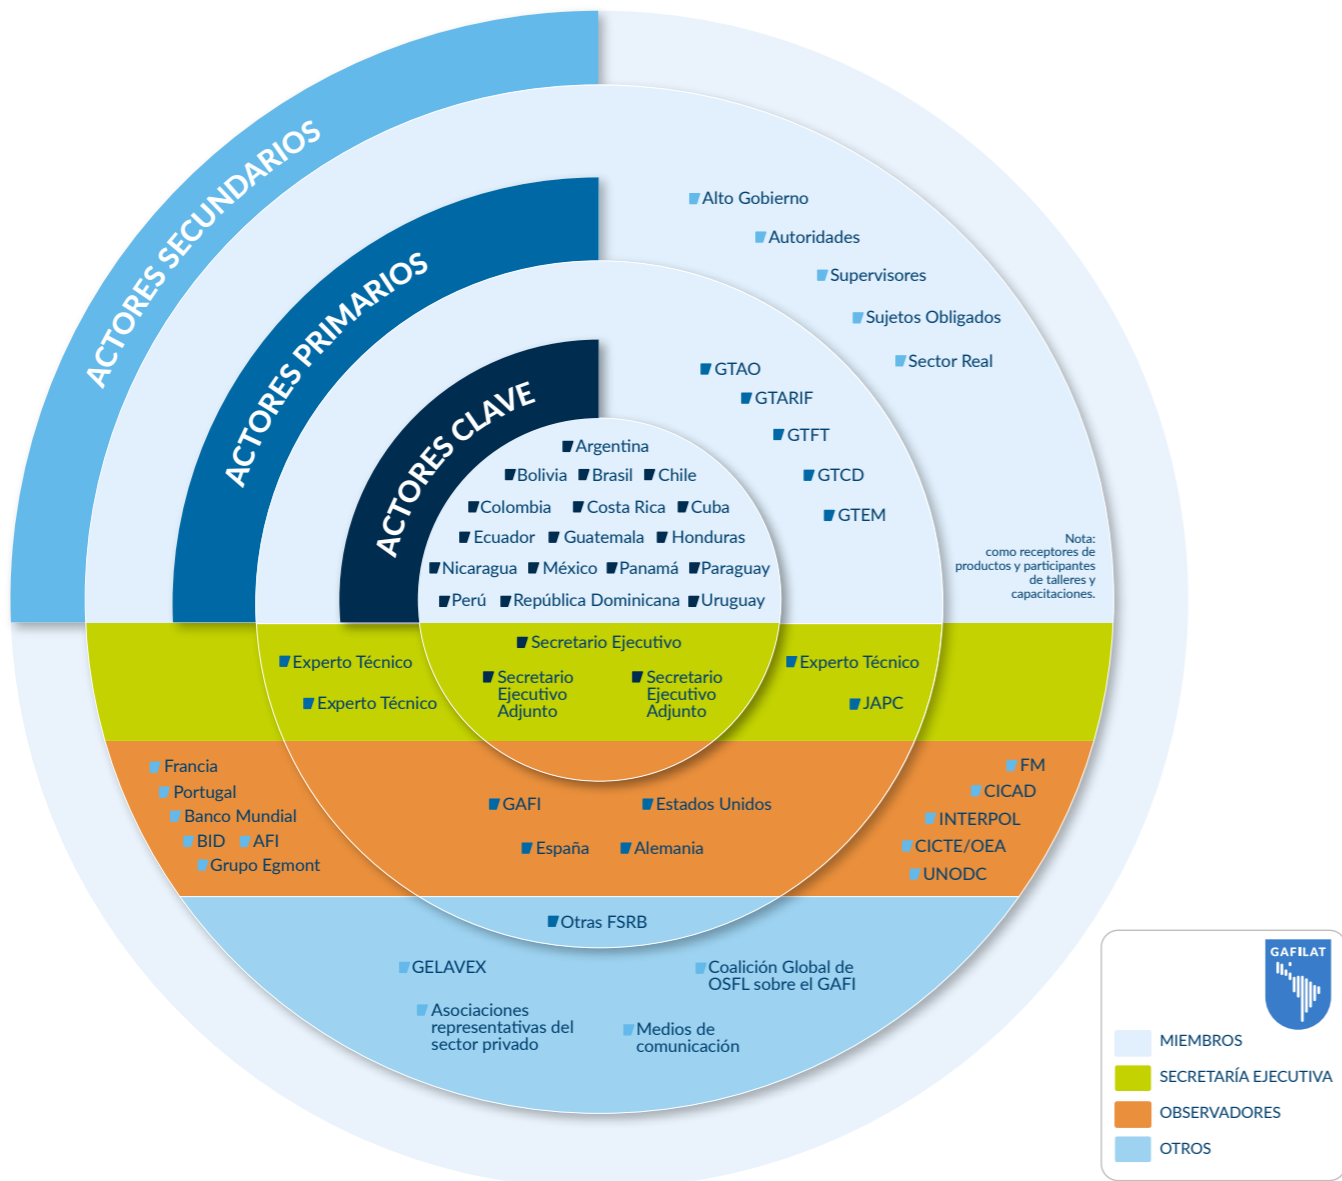 ACTORES SECUNDARIOS
ACTORES PRIMARIOS
ACTORES CLAVE
Alto Gobierno
Autoridades
Supervisores
Sujetos Obligados
Sector Real
GTAO
GTARIF
GTFT
GTCD
GTEM
Nota:
como receptores de
productos y participantes
de talleres y
capacitaciones.
Argentina
Bolivia Brasil Chile
Colombia Costa Rica Cuba
Ecuador Guatemala Honduras
Nicaragua México Panamá Paraguay
Perú República Dominicana Uruguay
Secretario Ejecutivo
Secretario
Ejecutivo
Adjunto
Secretario
Ejecutivo
Adjunto
Experto Técnico
Experto Técnico
Experto Técnico
JAPC
Francia
Portugal
Banco Mundial
BID AFI
Grupo Egmont
GAFI Estados Unidos
España Alemania
FM
CICAD
INTERPOL
CICTE/OEA
UNODC
Otras FSRB
GELAVEX
Asociaciones
representativas del
sector privado
Coalición Global de
OSFL sobre el GAFI
Medios de
comunicación
GAFILAT
MIEMBROS
SECRETARÍA EJECUTIVA
OBSERVADORES
OTROS